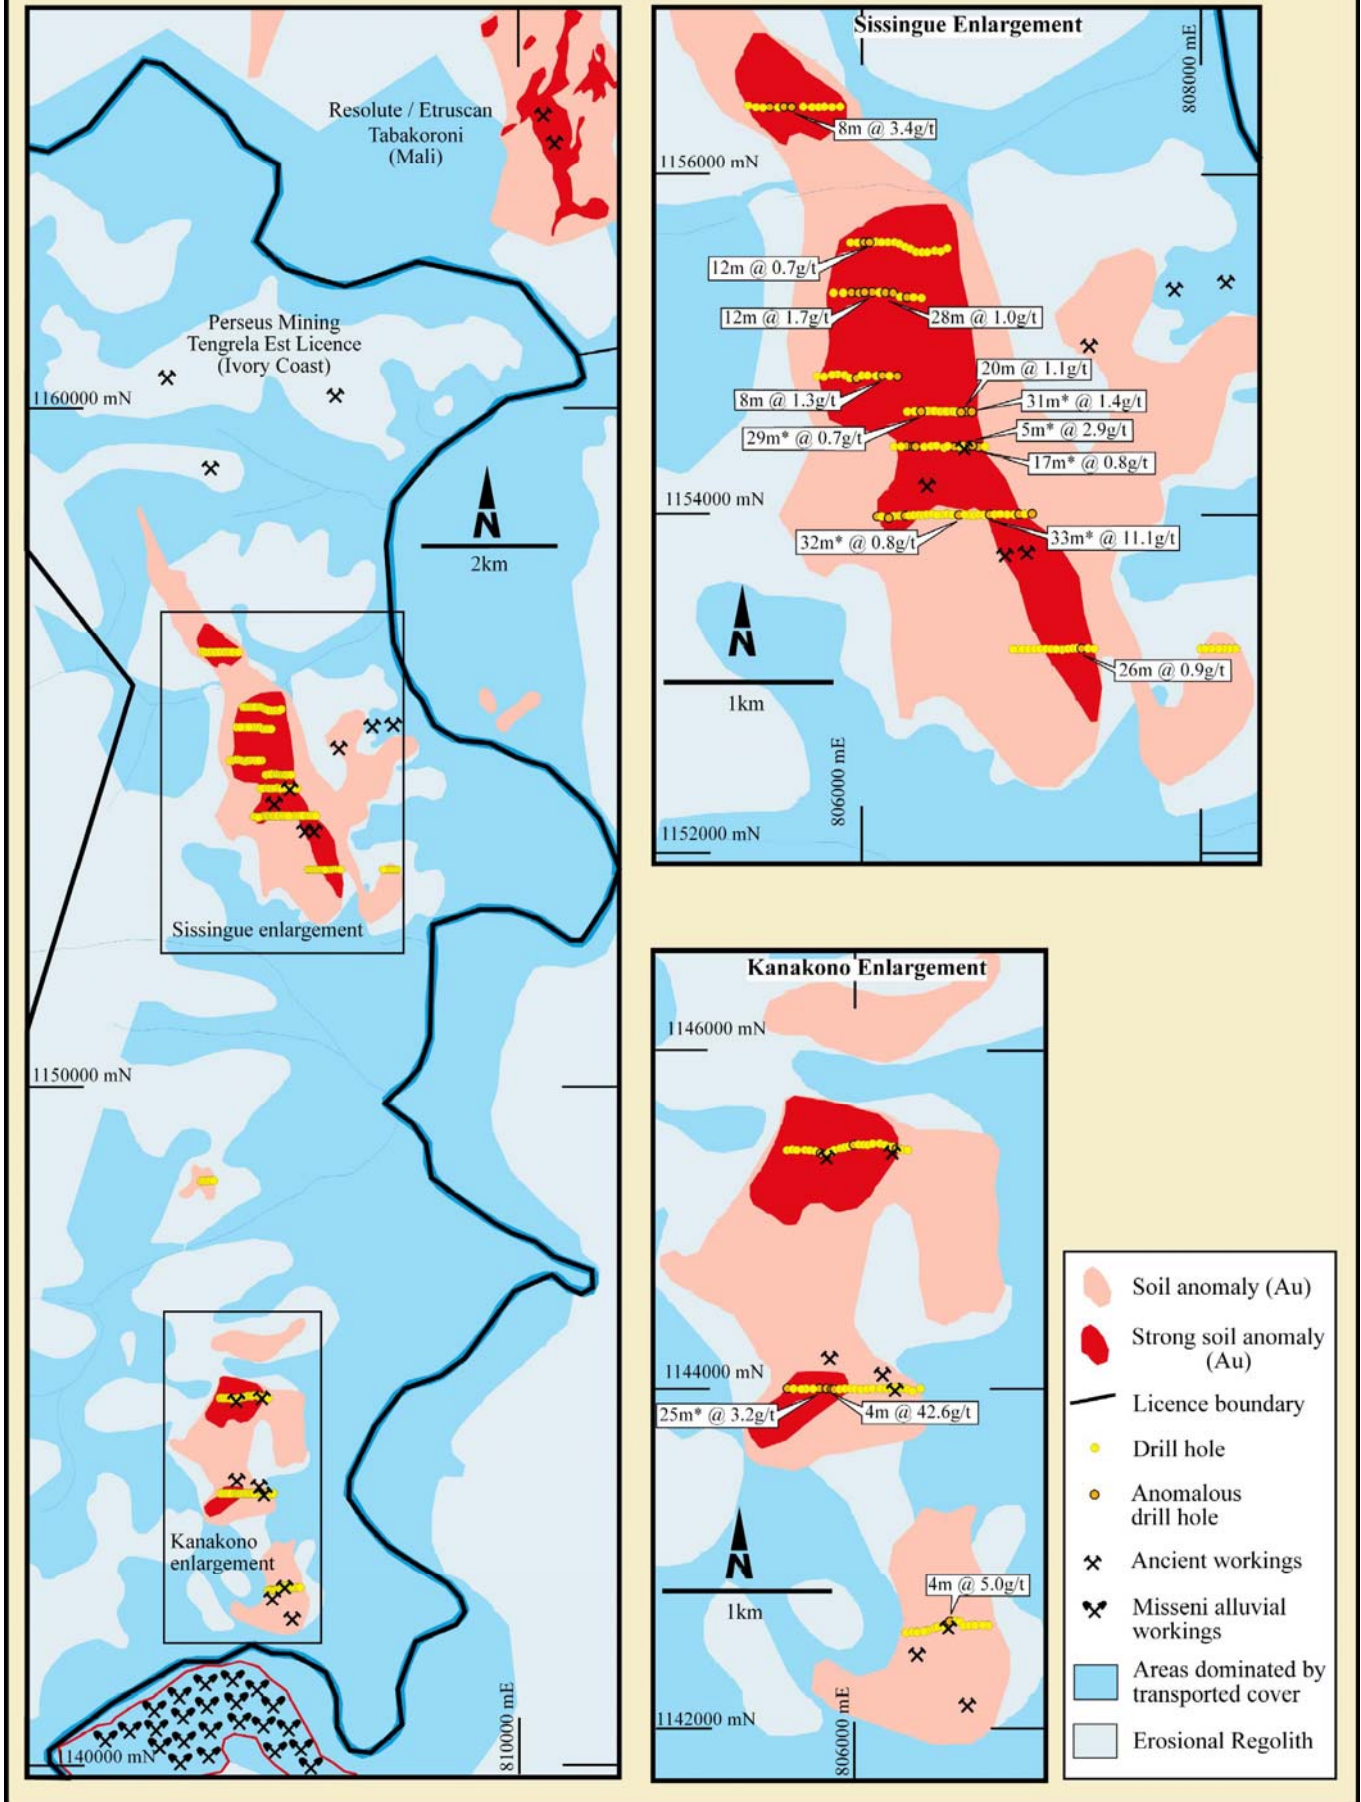 Resolute / Etruscan
Tabakoroni
(Mali)
Perseus Mining
Tengrela Est Licence
(Ivory Coast)
1160000 mN
N
2km
Sissingue enlargement
1150000 mN
Kanakono
enlargement
810000 mE
1140000 mN
Sissingue Enlargement
808000 mE
8m @ 3.4g/t
1156000 mN
12m @ 0.7g/t
12m @ 1.7g/t
28m @ 1.0g/t
20m @ 1.1g/t
8m @ 1.3g/t
31m* @ 1.4g/t
29m* @ 0.7g/t
5m* @ 2.9g/t
17m* @ 0.8g/t
1154000 mN
32m* @ 0.8g/t
33m* @ 11.1g/t
N
26m @ 0.9g/t
1km
806000 mE
1152000 mN
Kanakono Enlargement
1146000 mN
1144000 mN
25m* @ 3.2g/t
4m @ 42.6g/t
N
4m @ 5.0g/t
1km
806000 mE
1142000 mN
Soil anomaly (Au)
Strong soil anomaly
(Au)
Licence boundary
Drill hole
Anomalous
drill hole
Ancient workings
Misseni alluvial
workings
Areas dominated by
transported cover
Erosional Regolith